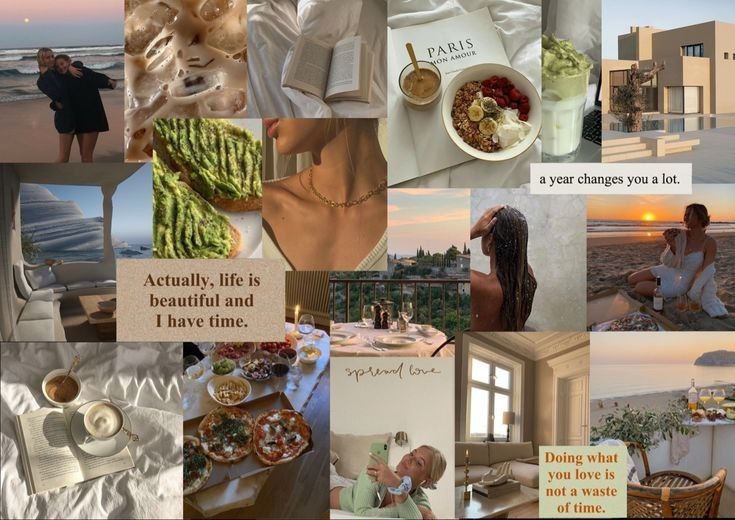 PARIS
MON AMOUR
a year changes you a lot.
Actually, life is
beautiful and
I have time.
spread love
Doing what
you love is
not a waste
of time.